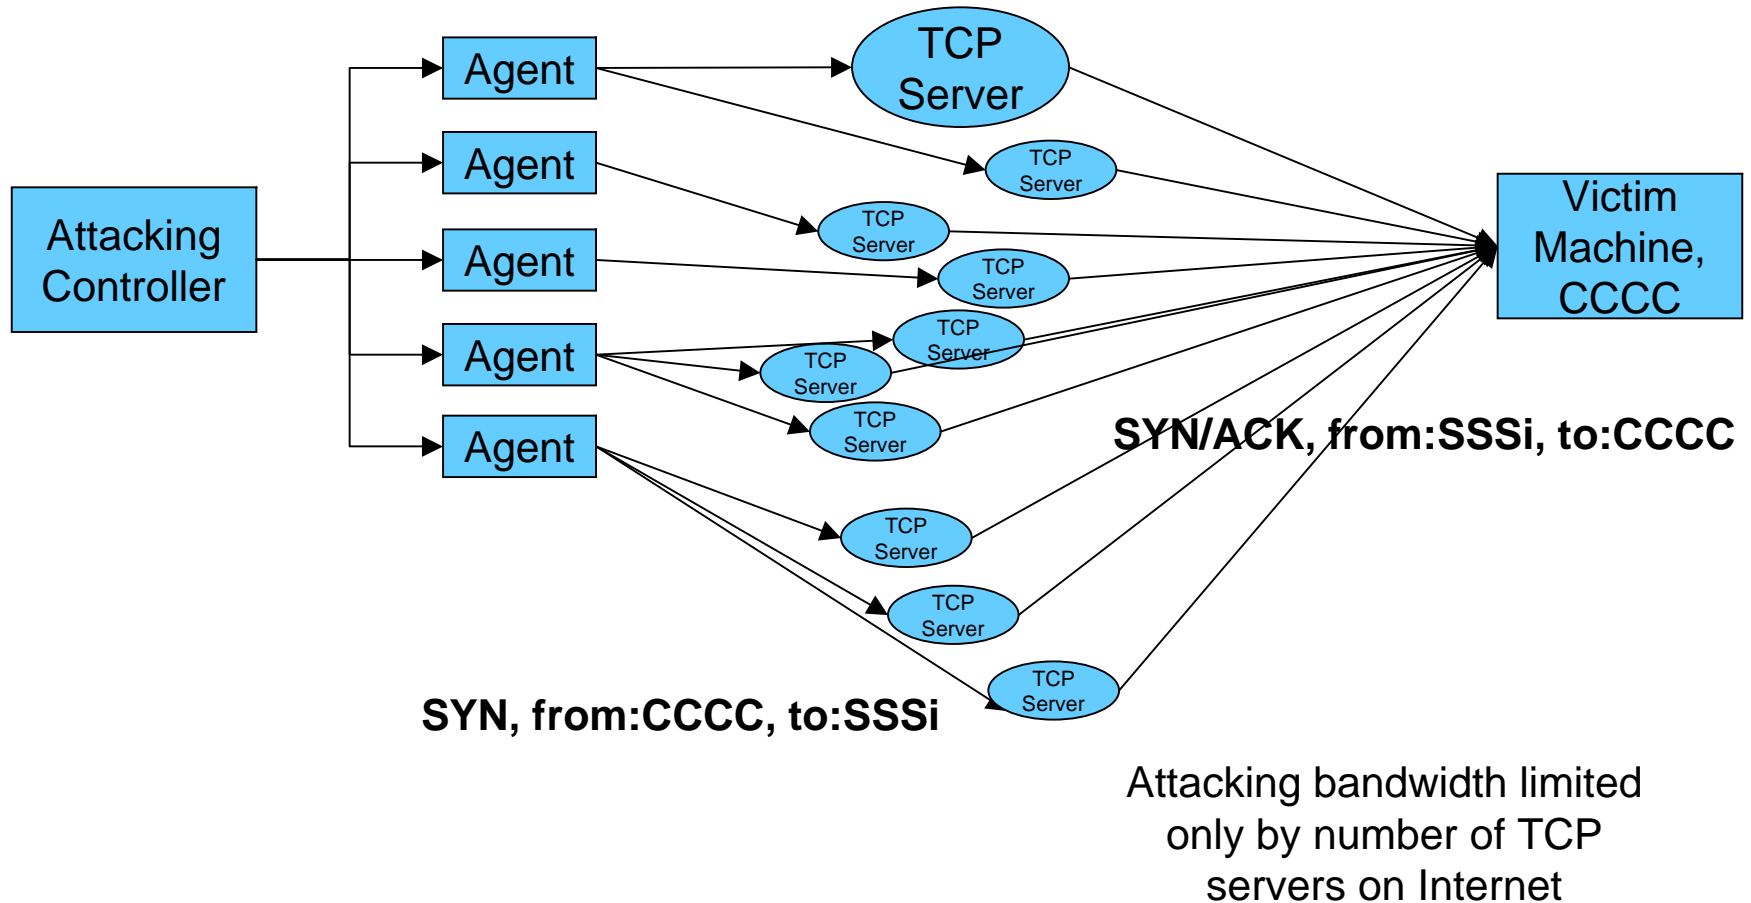 Attacking
Controller
Agent
Agent
Agent
Agent
Agent
TCP
Server
TCP
Server
TCP
Server
TCP
Server
TCP
Server
TCP
Server
TCP
Server
TCP
Server
TCP
Server
TCP
Server
Victim
Machine,
CCCC
SYN/ACK, from:SSSi, to:CCCC
SYN, from:CCCC, to:SSSi
Attacking bandwidth limited
only by number of TCP
servers on Internet